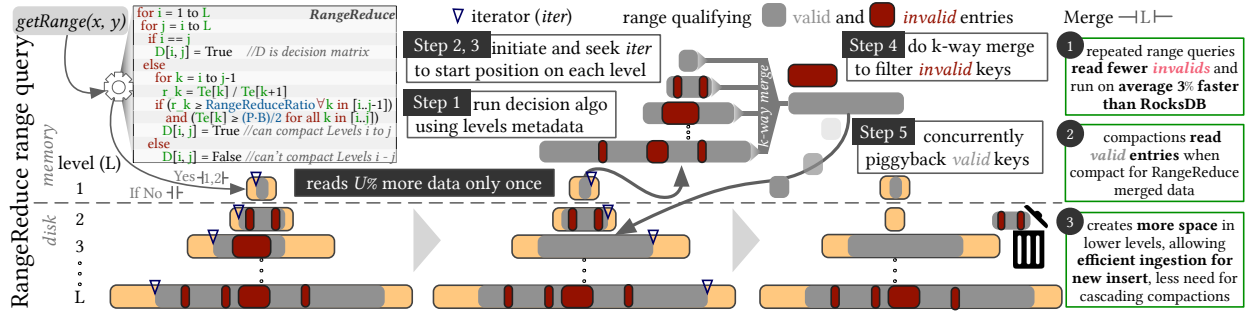 getRange(x, y)
RangeReduce
for i = 1 to L
for j = i to L
if i == j
D[i, j] = True //D is decision matrix
else
for k = i to j-1
r_k = Te[k] / Te[k+1]
if (r_k ≥ RangeReduceRatio ∀k in [i..j-1])
and (Te[k] ≥ (P·B)/2 for all k in [i..j])
D[i, j] = True //can compact Levels i to j
else
D[i, j] = False //can't compact Levels i - j
RangeReduce range query
memory
disk
level (L)
1
2
3
L
Yes 1,2
If No
iterator (iter)
range qualifying valid and invalid entries
Merge L
Step 2, 3 initiate and seek iter
to start position on each level
Step 1 run decision algo
using levels metadata
reads U% more data only once
k-way merge
Step 4 do k-way merge
to filter invalid keys
Step 5 concurrently
piggyback valid keys
1
repeated range queries
read fewer invalids and
run on average 3% faster
than RocksDB
2
compactions read
valid entries when
compact for RangeReduce
merged data
3
creates more space in
lower levels, allowing
efficient ingestion for
new insert, less need for
cascading compactions